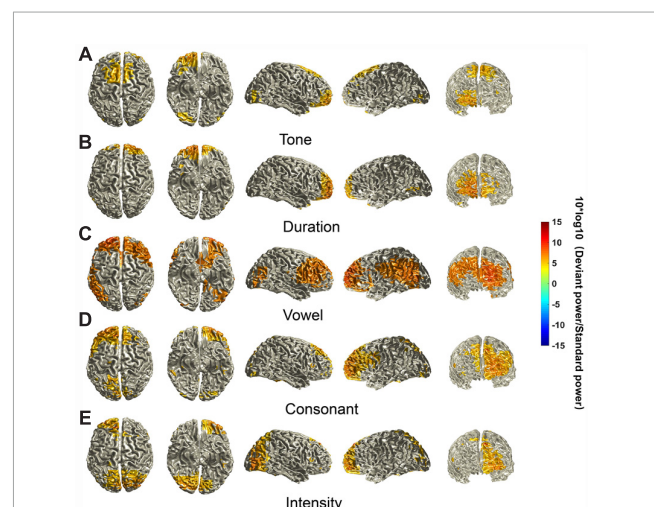 A
Tone
B
Duration
C
Vowel
D
Consonant
E
Intensity
15
10
5
0
-5
-10
-15
10*log10 (Deviant power/Standard power)